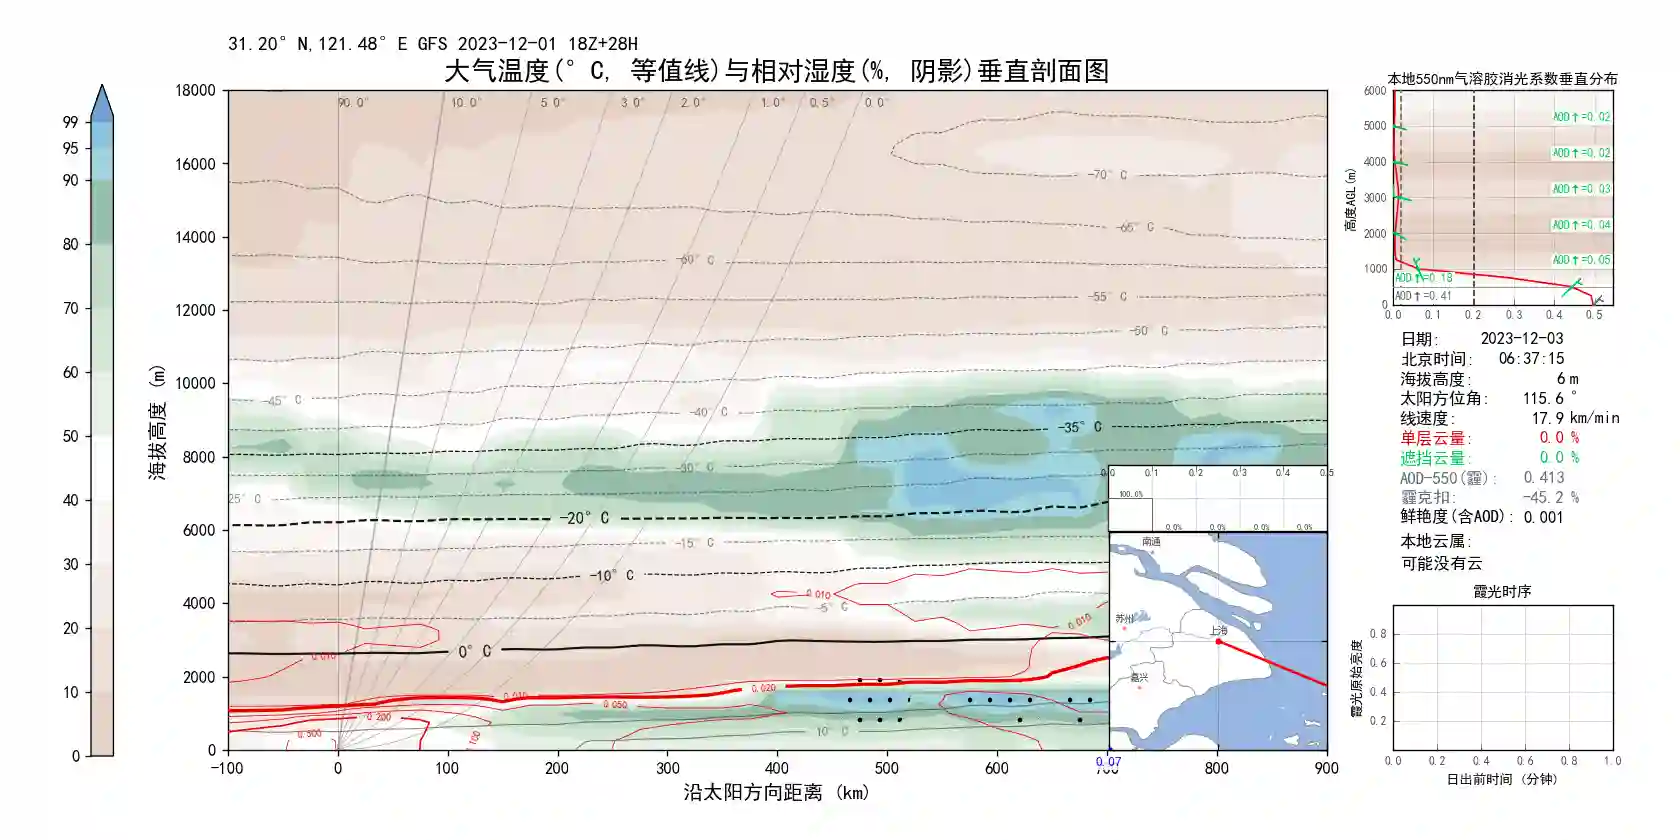 31.20° N,121.48° E GFS 2023-12-01 18Z+28H
大气温度(° C, 等值线)与相对湿度(%, 阴影)垂直剖面图
99
95
90
80
70
60
50
40
30
20
10
0
海拔高度 (m)
18000
16000
14000
12000
10000
8000
6000
4000
2000
0
90.0° 10.0° 5.0° 3.0° 2.0° 1.0° 0.5° 0.0°
-70° C
-65° C
-60° C
-55° C
-50° C
-45° C
-40° C
-35° C
-30° C
25° C
-20° C
-15° C
-10° C
-5° C
0° C
10° C
0.010
0.010
0.010
0.010
0.020
0.050
0.200
0.300
0.100
-100 0 100 200 300 400 500 600 700 800 900
沿太阳方向距离 (km)
0.0 0.1 0.2 0.3 0.4 0.5
100.0%
0.0% 0.0% 0.0% 0.0%
南通
苏州
上海
嘉兴
0.07
本地550nm气溶胶消光系数垂直分布
高度AGL(m)
6000
5000
4000
3000
2000
1000
0
AOD↑=0.02
AOD↑=0.02
AOD↑=0.03
AOD↑=0.04
AOD↑=0.05
AOD↑=0.18
AOD↑=0.41
0.0 0.1 0.2 0.3 0.4 0.5
日期: 2023-12-03
北京时间: 06:37:15
海拔高度: 6 m
太阳方位角: 115.6 °
线速度: 17.9 km/min
单层云量: 0.0 %
遮挡云量: 0.0 %
AOD-550(霾): 0.413
霾克扣: -45.2 %
鲜艳度(含AOD): 0.001
本地云属:
可能没有云
霞光时序
霞光原始亮度
0.8
0.6
0.4
0.2
0.0 0.2 0.4 0.6 0.8 1.0
日出前时间 (分钟)